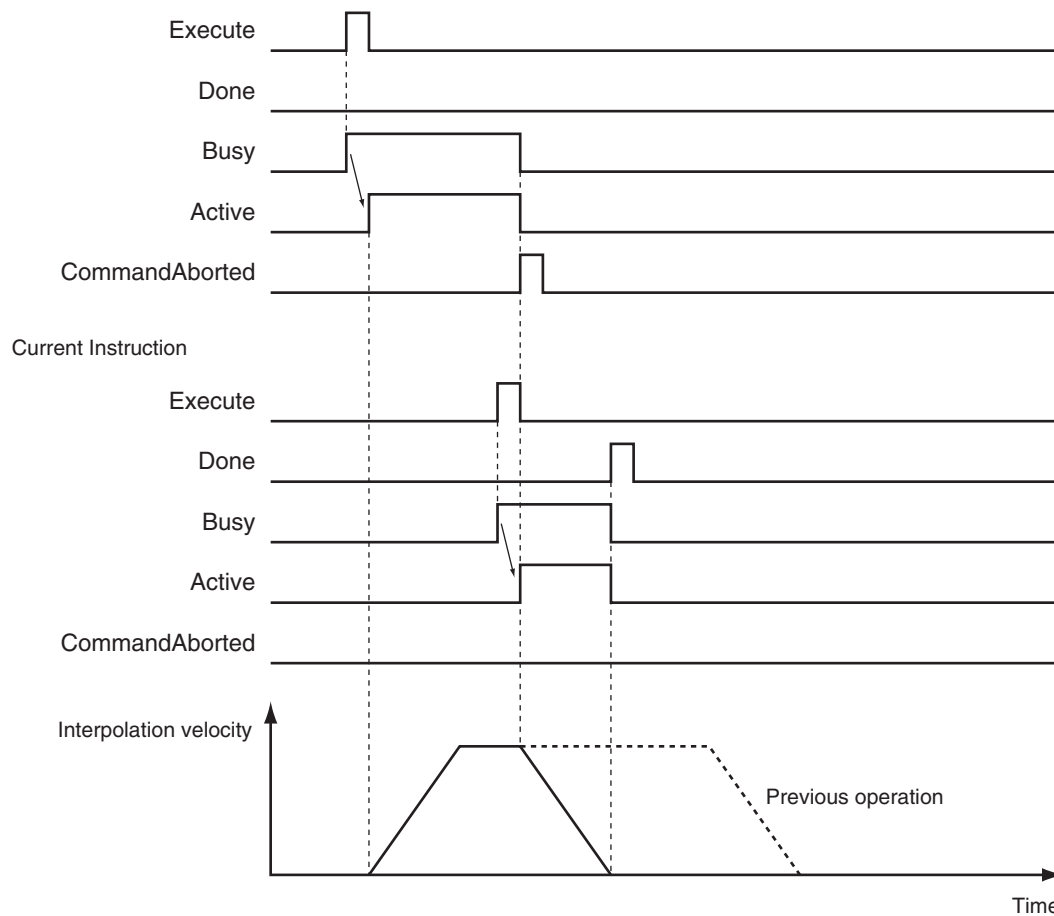 Execute
Done
Busy
Active
CommandAborted
Current Instruction
Execute
Done
Busy
Active
CommandAborted
Interpolation velocity
Previous operation
Time